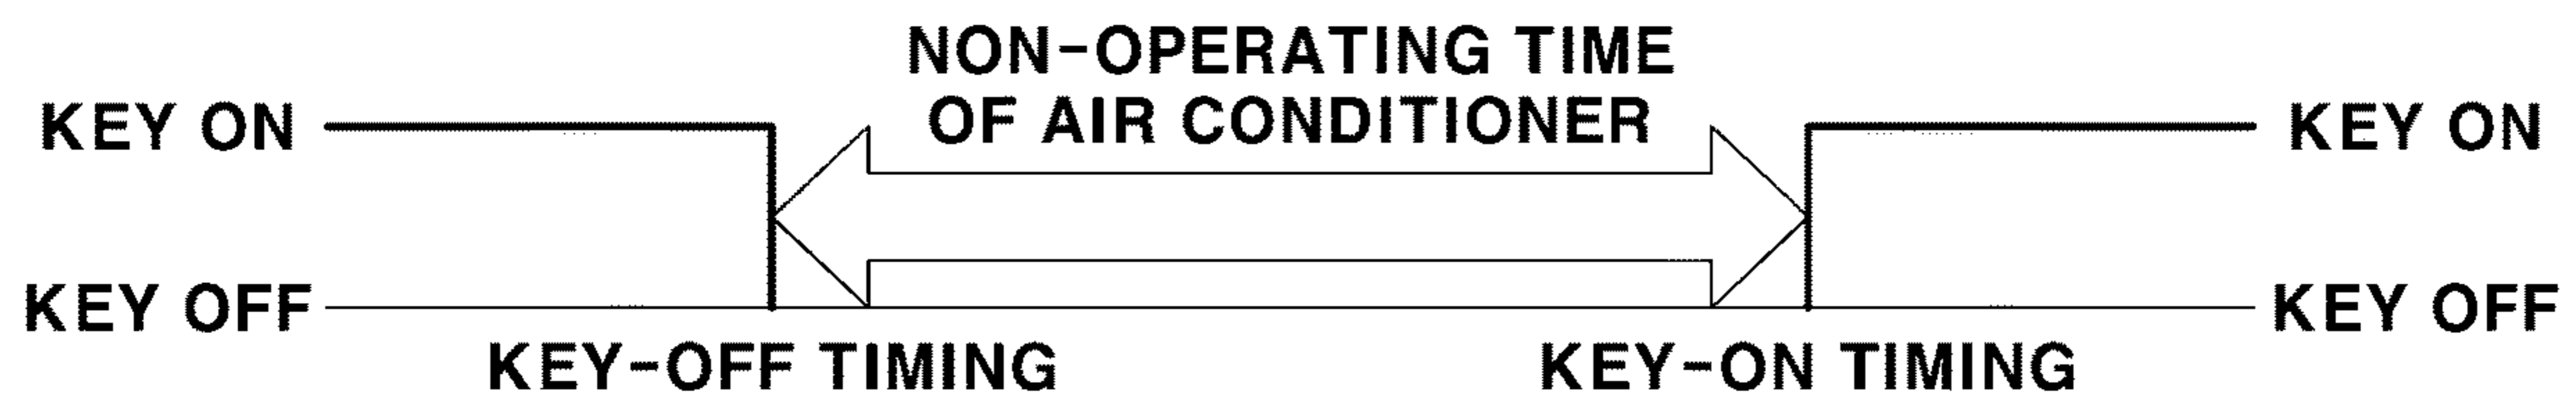 NON-OPERATING TIME
OF AIR CONDITIONER
KEY ON
KEY ON
KEY OFF
KEY OFF
KEY-OFF TIMING
KEY-ON TIMING